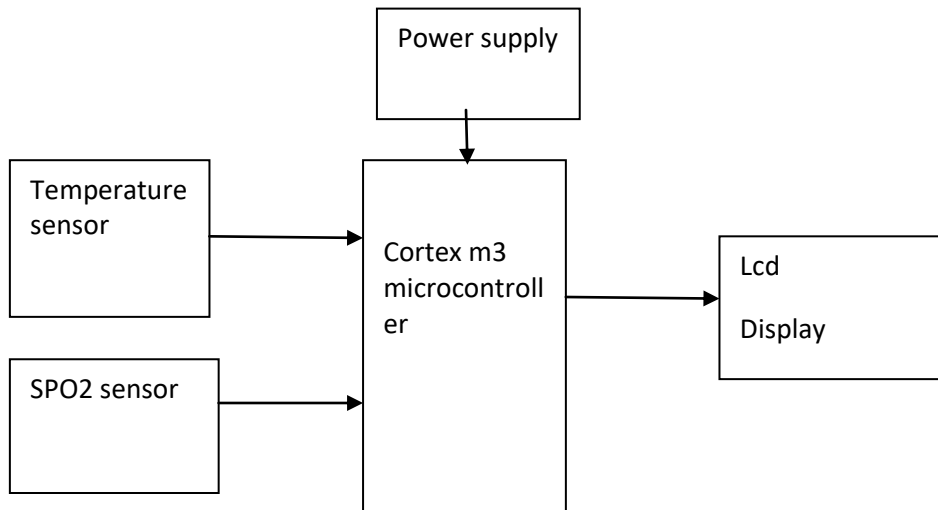 Power supply
Temperature
sensor
Cortex m3
microcontroll
er
Lcd
Display
SPO2 sensor